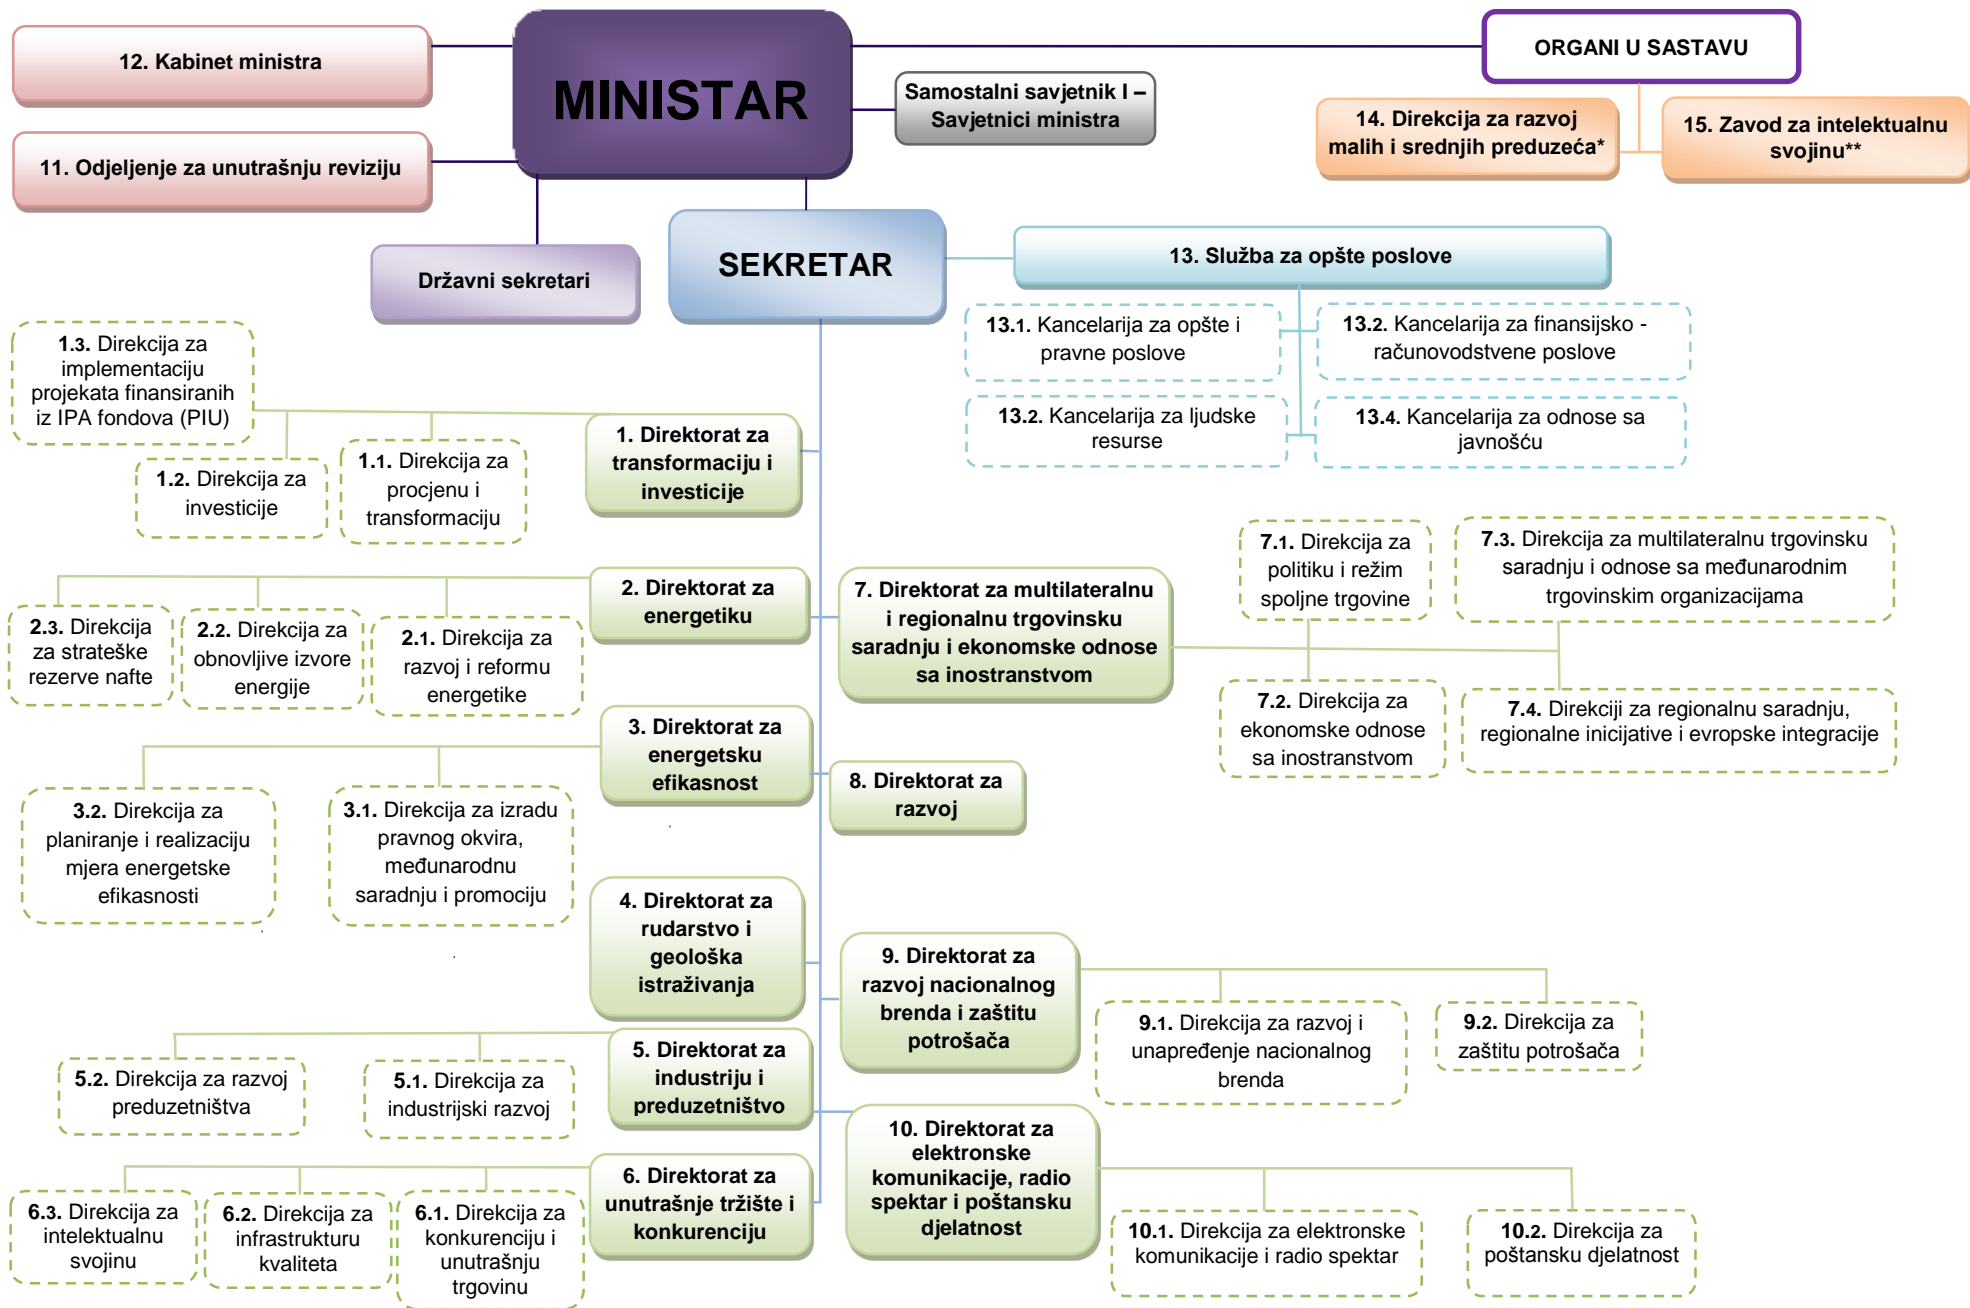 12. Kabinet ministra
MINISTAR
ORGANI U SASTAVU
Samostalni savjetnik I –
Savjetnici ministra
14. Direkcija za razvoj
malih i srednjih preduzeća*
15. Zavod za intelektualnu
svojinu**
11. Odjeljenje za unutrašnju reviziju
Državni sekretari
SEKRETAR
13. Služba za opšte poslove
13.1. Kancelarija za opšte i
pravne poslove
13.2. Kancelarija za finansijsko -
računovodstvene poslove
13.2. Kancelarija za ljudske
resurse
13.4. Kancelarija za odnose sa
javnošću
1.3. Direkcija za
implementaciju
projekata finansiranih
iz IPA fondova (PIU)
1.2. Direkcija za
investicije
1.1. Direkcija za
procjenu i
transformaciju
1. Direktorat za
transformaciju i
investicije
2.3. Direkcija
za strateške
rezerve nafte
2.2. Direkcija za
obnovljive izvore
energije
2.1. Direkcija za
razvoj i reformu
energetike
2. Direktorat za
energetiku
7. Direktorat za multilateralnu
i regionalnu trgovinsku
saradnju i ekonomske odnose
sa inostranstvom
7.1. Direkcija za
politiku i režim
spoljne trgovine
7.3. Direkcija za multilateralnu trgovinsku
saradnju i odnose sa međunarodnim
trgovinskim organizacijama
7.2. Direkcija za
ekonomske odnose
sa inostranstvom
7.4. Direkciji za regionalnu saradnju,
regionalne inicijative i evropske integracije
3. Direktorat za
energetsku
efikasnost
3.2. Direkcija za
planiranje i realizaciju
mjera energetske
efikasnosti
3.1. Direkcija za izradu
pravnog okvira,
međunarodnu
saradnju i promociju
8. Direktorat za
razvoj
4. Direktorat za
rudarstvo i
geološka
istraživanja
9. Direktorat za
razvoj nacionalnog
brenda i zaštitu
potrošača
9.1. Direkcija za razvoj i
unapređenje nacionalnog
brenda
9.2. Direkcija za
zaštitu potrošača
5.2. Direkcija za razvoj
preduzetništva
5.1. Direkcija za
industrijski razvoj
5. Direktorat za
industriju i
preduzetništvo
10. Direktorat za
elektronske
komunikacije, radio
spektar i poštansku
djelatnost
10.1. Direkcija za elektronske
komunikacije i radio spektar
10.2. Direkcija za
poštansku djelatnost
6.3. Direkcija za
intelektualnu
svojinu
6.2. Direkcija za
infrastrukturu
kvaliteta
6.1. Direkcija za
konkurenciju i
unutrašnju
trgovinu
6. Direktorat za
unutrašnje tržište i
konkurenciju